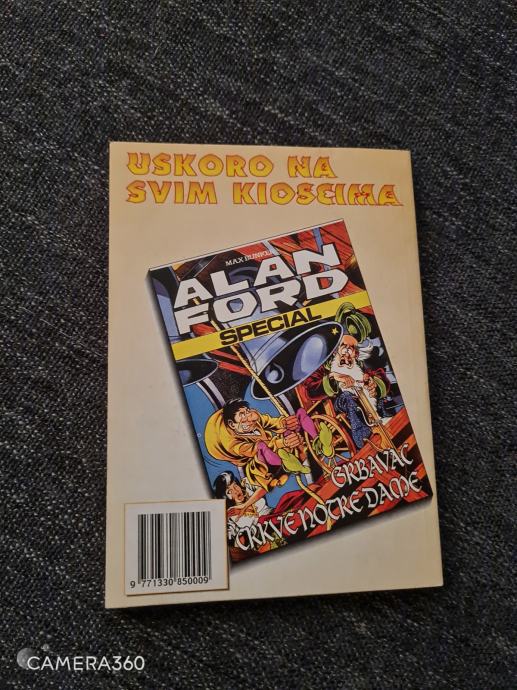 USKORO NA
SVIM KIOSCIMA
MAX BUNKER
ALAN
FORD
SPECIAL
GRBAVAC
CRKVE NOTRE DAME
9 771330 850009
CAMERA360